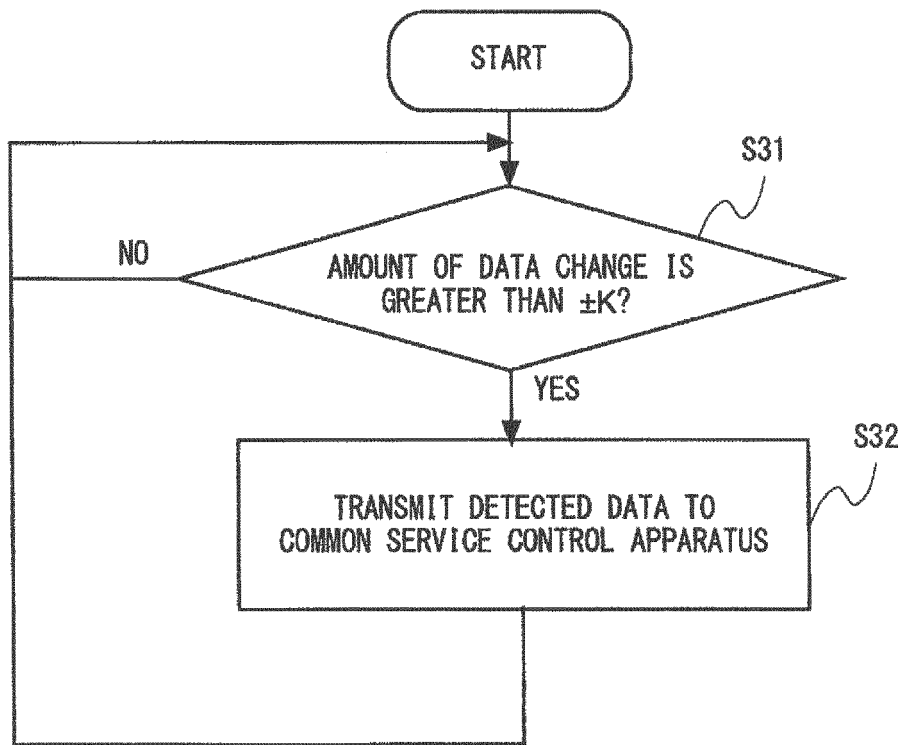 START
S31
NO
AMOUNT OF DATA CHANGE IS
GREATER THAN ±K?
YES
S32
TRANSMIT DETECTED DATA TO
COMMON SERVICE CONTROL APPARATUS